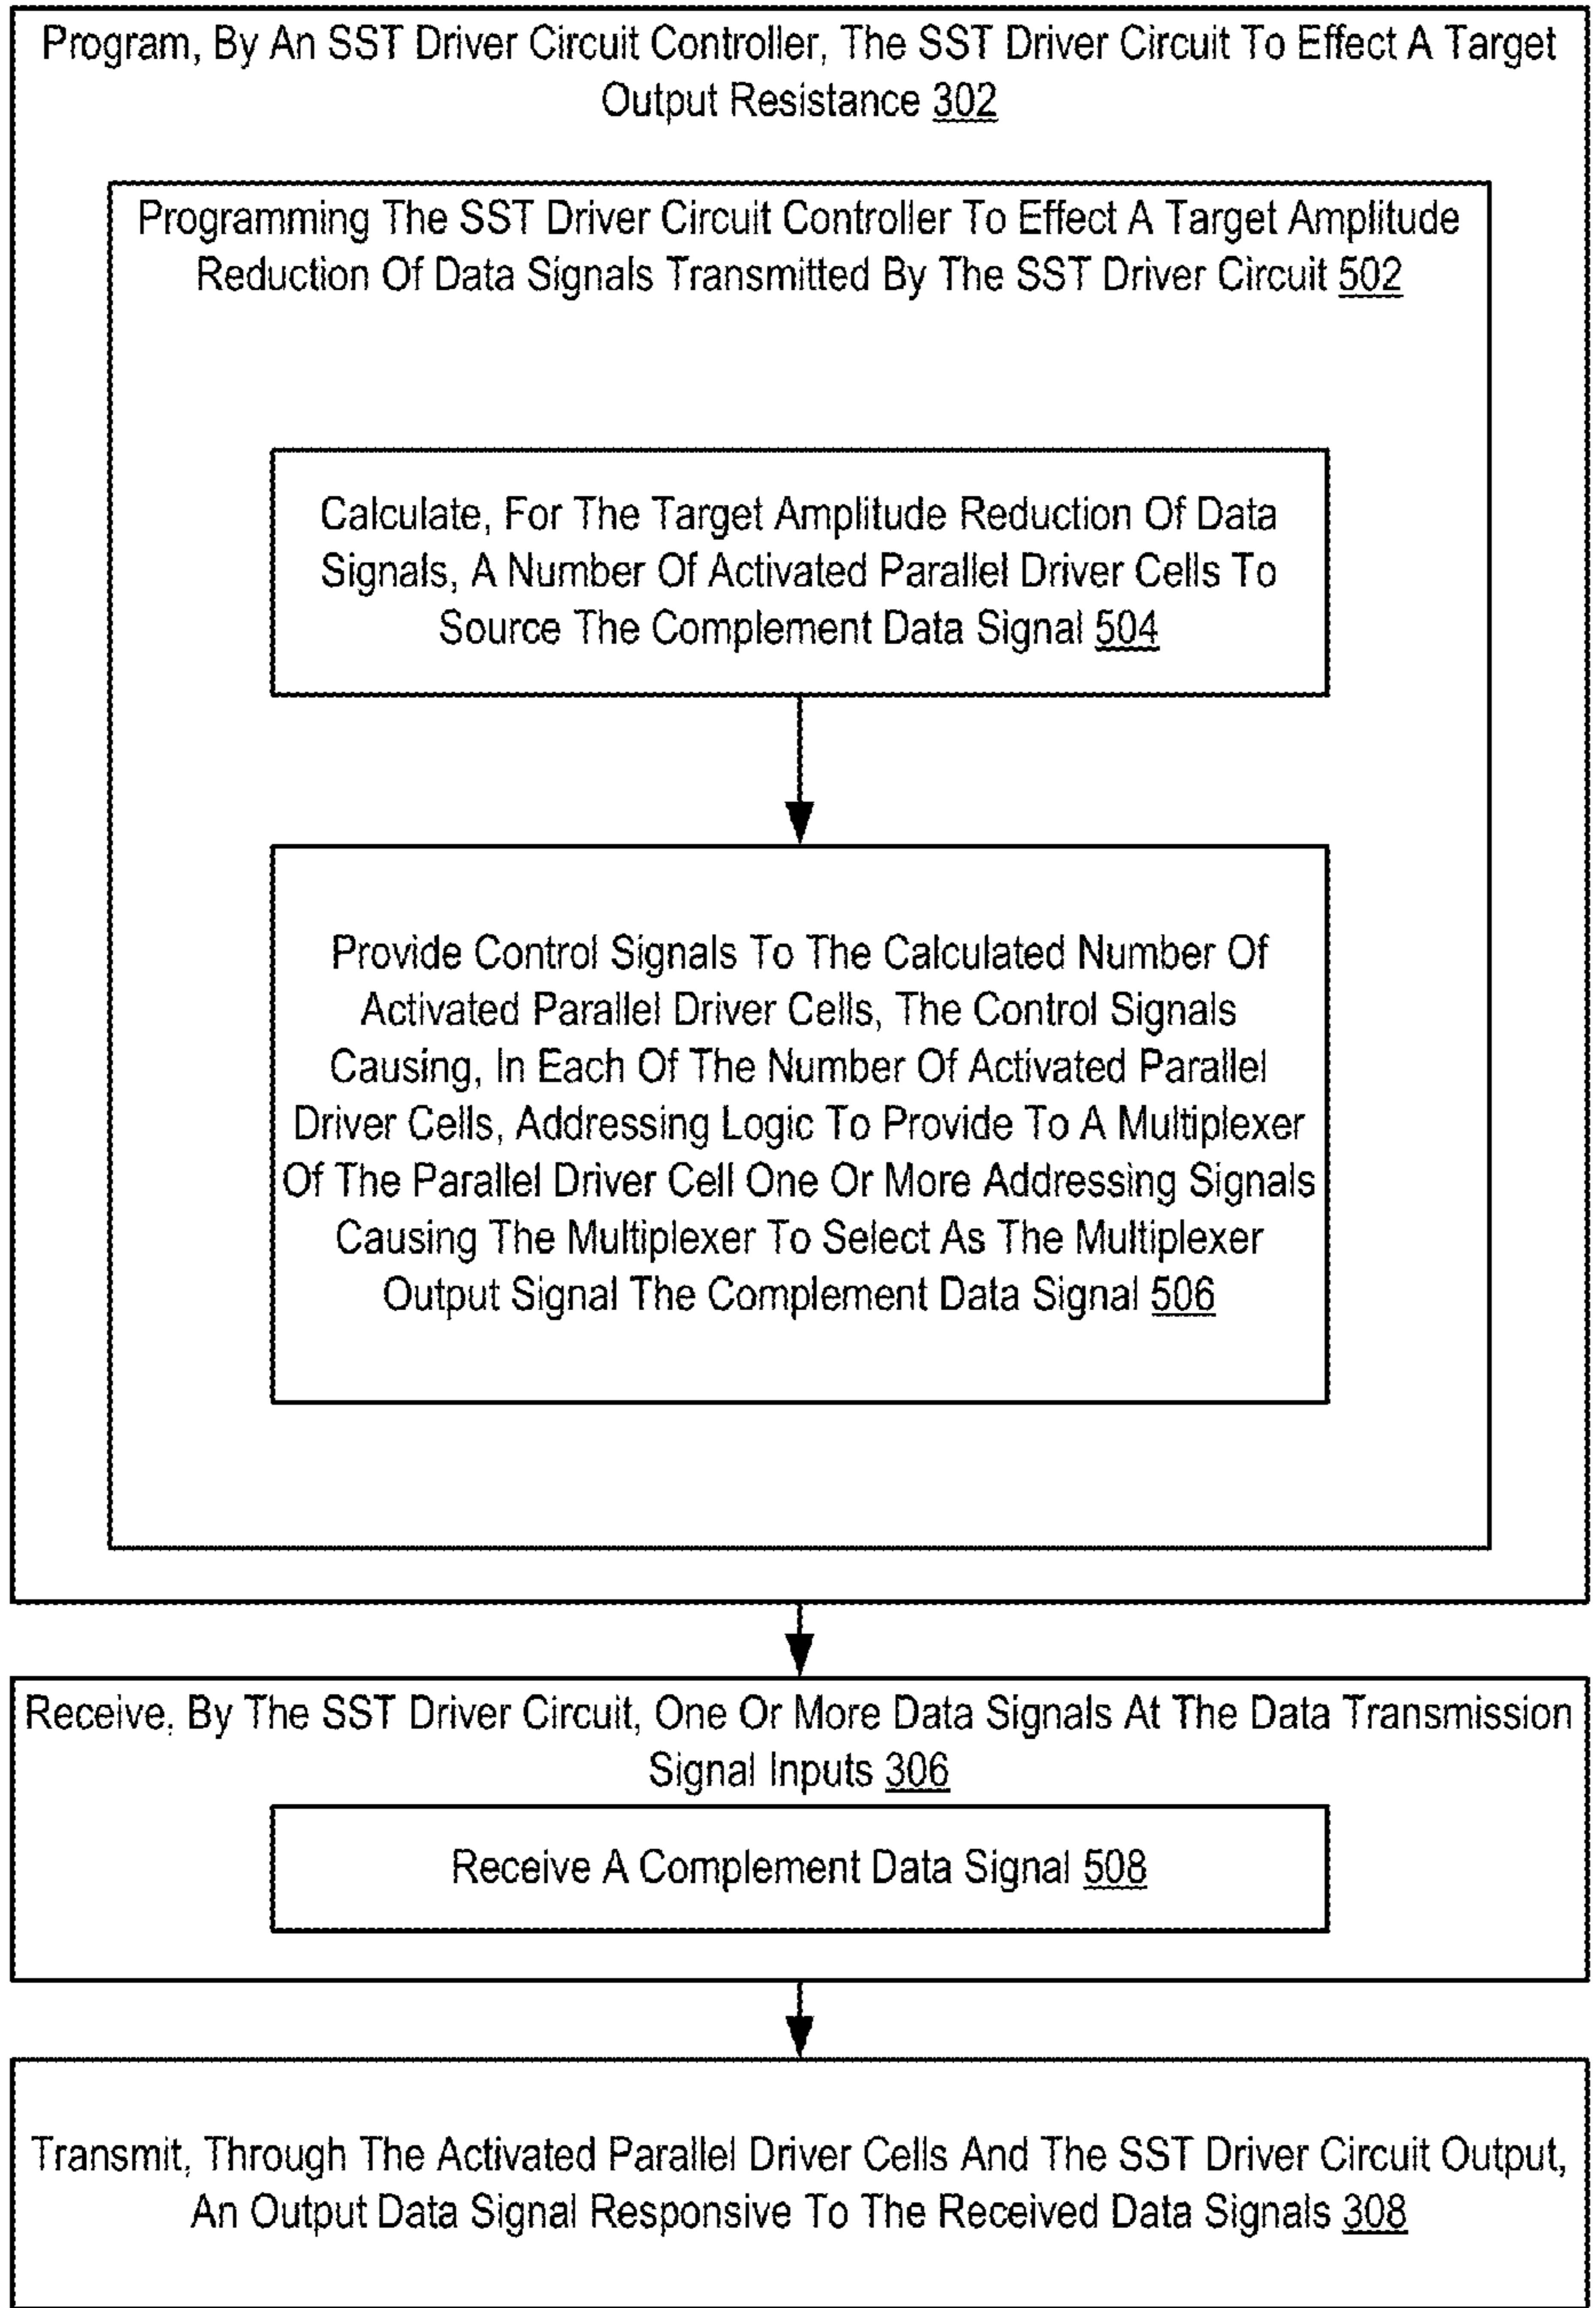 Program, By An SST Driver Circuit Controller, The SST Driver Circuit To Effect A Target
Output Resistance 302
Programming The SST Driver Circuit Controller To Effect A Target Amplitude
Reduction Of Data Signals Transmitted By The SST Driver Circuit 502
Calculate, For The Target Amplitude Reduction Of Data
Signals, A Number Of Activated Parallel Driver Cells To
Source The Complement Data Signal 504
Provide Control Signals To The Calculated Number Of
Activated Parallel Driver Cells, The Control Signals
Causing, In Each Of The Number Of Activated Parallel
Driver Cells, Addressing Logic To Provide To A Multiplexer
Of The Parallel Driver Cell One Or More Addressing Signals
Causing The Multiplexer To Select As The Multiplexer
Output Signal The Complement Data Signal 506
Receive, By The SST Driver Circuit, One Or More Data Signals At The Data Transmission
Signal Inputs 306
Receive A Complement Data Signal 508
Transmit, Through The Activated Parallel Driver Cells And The SST Driver Circuit Output,
An Output Data Signal Responsive To The Received Data Signals 308